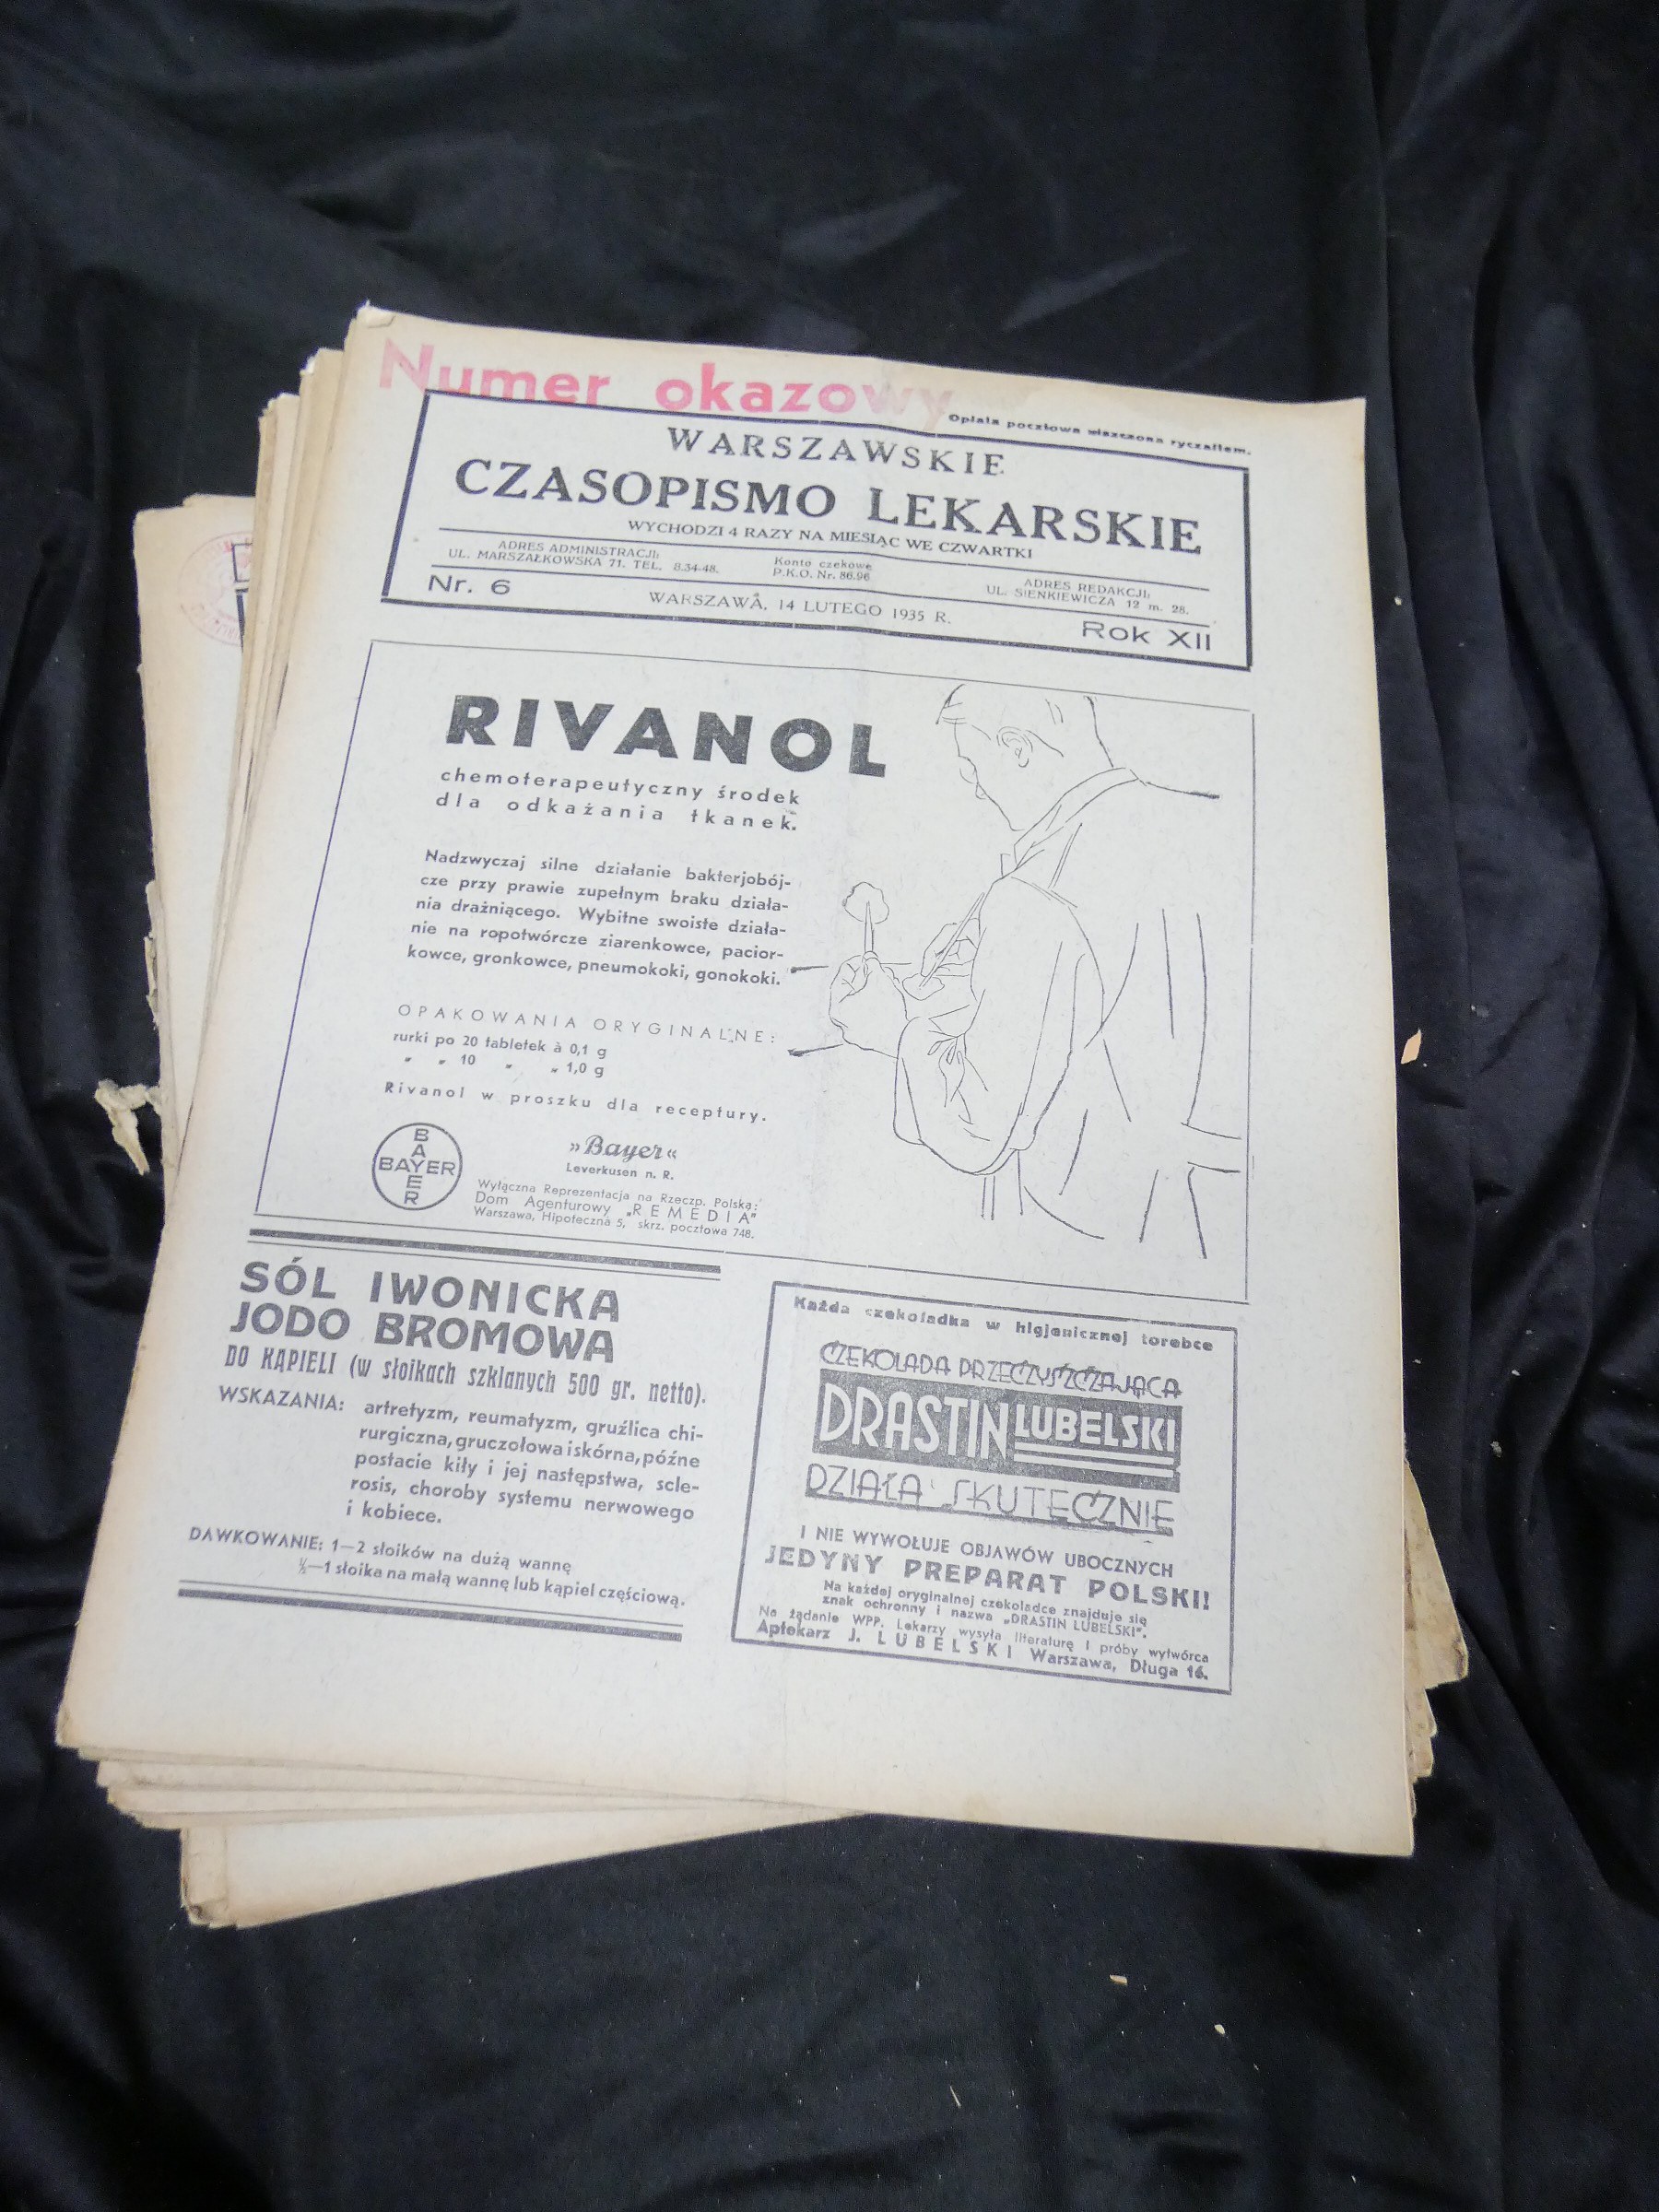 Numer okazowy
Opłata pocztowa uiszczona ryczałtem.
WARSZAWSKIE
CZASOPISMO LEKARSKIE
WYCHODZI 4 RAZY NA MIESIĄC WE CZWARTKI
ADRES ADMINISTRACJI:
UL. MARSZAŁKOWSKA 71. TEL. 8.34-48.
Konto czekowe
P.K.O. Nr. 86.96
ADRES REDAKCJI:
UL. SIENKIEWICZA 12 m. 28.
Nr. 6
WARSZAWA, 14 LUTEGO 1935 R.
Rok XII
RIVANOL
chemoterapeutyczny środek
dla odkażania tkanek.
Nadzwyczaj silne działanie bakterjobój-
cze przy prawie zupełnym braku działa-
nia drażniącego. Wybitne swoiste działa-
nie na ropotwórcze ziarenkowce, pacior-
kowce, gronkowce, pneumokoki, gonokoki.
OPAKOWANIA ORYGINALNE:
rurki po 20 tabletek à 0,1 g
„ „ 10 „ „ 1,0 g
Rivanol w proszku dla receptury.
BAYER
BAYER
»Bayer«
Leverkusen n. R.
Wyłączna Reprezentacja na Rzeczp. Polską:
Dom Agenturowy „REMEDIA"
Warszawa, Hipoteczna 5, skrz. pocztowa 748.
SÓL IWONICKA
JODO BROMOWA
DO KĄPIELI (w słoikach szklanych 500 gr. netto).
WSKAZANIA: artretyzm, reumatyzm, gruźlica chi-
rurgiczna, gruczołowa i skórna, późne
postacie kiły i jej następstwa, scle-
rosis, choroby systemu nerwowego
i kobiece.
DAWKOWANIE: 1—2 słoików na dużą wannę
½—1 słoika na małą wannę lub kąpiel częściową.
Każda czekoladka w higjenicznej torebce
CZEKOLADA PRZECZYSZCZAJĄCA
DRASTIN LUBELSKI
DZIAŁA SKUTECZNIE
I NIE WYWOŁUJE OBJAWÓW UBOCZNYCH
JEDYNY PREPARAT POLSKI!
Na każdej oryginalnej czekoladce znajduje się
znak ochronny i nazwa „DRASTIN LUBELSKI".
Na żądanie WPP. Lekarzy wysyła literaturę i próby wytwórca
Aptekarz J. LUBELSKI Warszawa, Długa 16.